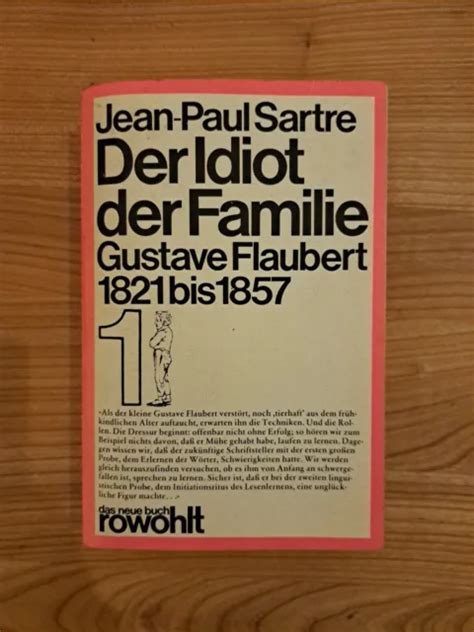 Jean-Paul Sartre
Der Idiot
der Familie
Gustave Flaubert
1821 bis 1857
1
»Als der kleine Gustave Flaubert verstört, noch ‚tierhaft‘ aus dem früh-
kindlichen Alter auftaucht, erwarten ihn die Techniken. Und die Rol-
len. Die Dressur beginnt: offenbar nicht ohne Erfolg; so hören wir zum
Beispiel nichts davon, daß er Mühe gehabt habe, laufen zu lernen. Dage-
gen wissen wir, daß der zukünftige Schriftsteller mit der ersten großen
Probe, dem Erlernen der Wörter, Schwierigkeiten hatte. Wir werden
gleich herauszufinden versuchen, ob es ihm von Anfang an schwerge-
fallen ist, sprechen zu lernen. Sicher ist, daß er bei der zweiten lingui-
stischen Probe, dem Initiationsritus des Lesenlernens, eine unglück-
liche Figur machte . . .«
das neue buch
rowohlt